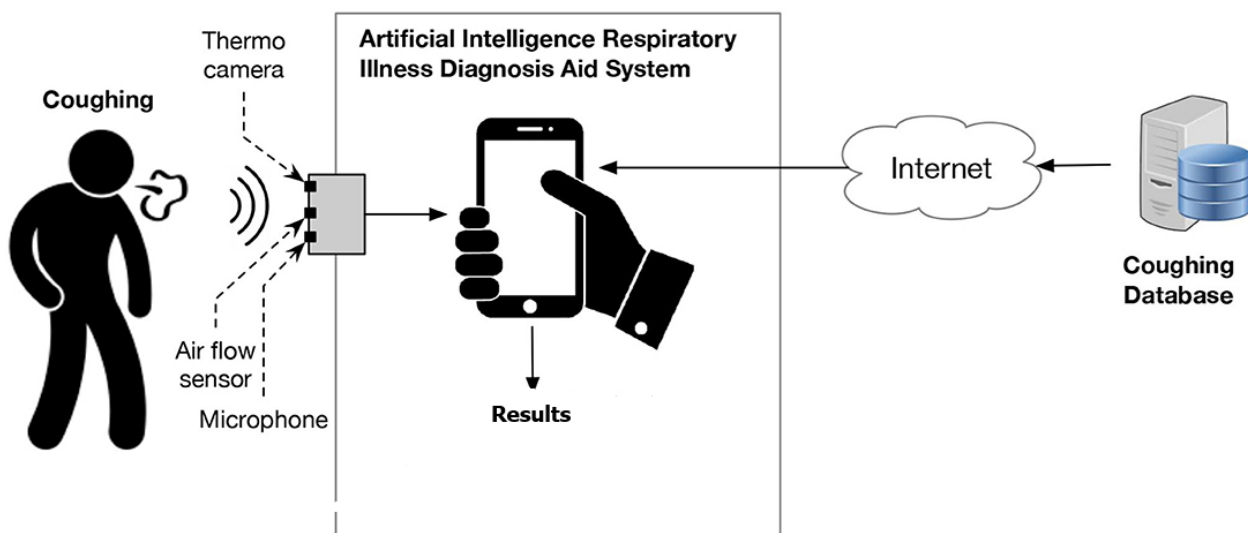 Thermo
camera
Coughing
Artificial Intelligence Respiratory
Illness Diagnosis Aid System
Internet
Coughing
Database
Air flow
sensor
Microphone
Results